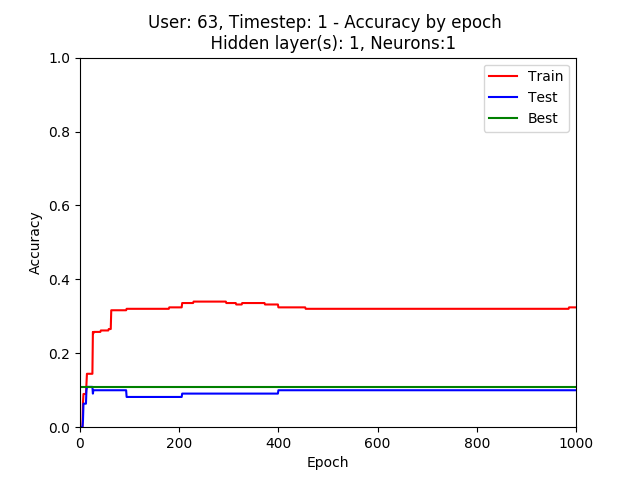 User: 63, Timestep: 1 - Accuracy by epoch
Hidden layer(s): 1, Neurons:1
Train
Test
Best
Accuracy
1.0
0.8
0.6
0.4
0.2
0.0
0 200 400 600 800 1000
Epoch